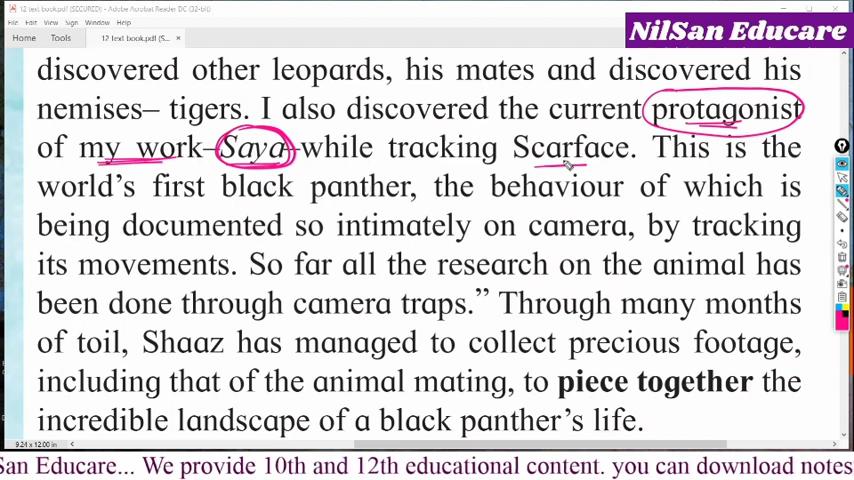 12 text book.pdf (SECURED) - Adobe Acrobat Reader DC (32-bit)
NilSan Educare
File Edit View Sign Window Help
Home Tools 12 text book.pdf (S... ×
discovered other leopards, his mates and discovered his
nemises– tigers. I also discovered the current protagonist
of my work–Saya–while tracking Scarface. This is the
world's first black panther, the behaviour of which is
being documented so intimately on camera, by tracking
its movements. So far all the research on the animal has
been done through camera traps." Through many months
of toil, Shaaz has managed to collect precious footage,
including that of the animal mating, to piece together the
incredible landscape of a black panther's life.
9.24 x 12.00 in
San Educare... We provide 10th and 12th educational content. you can download notes